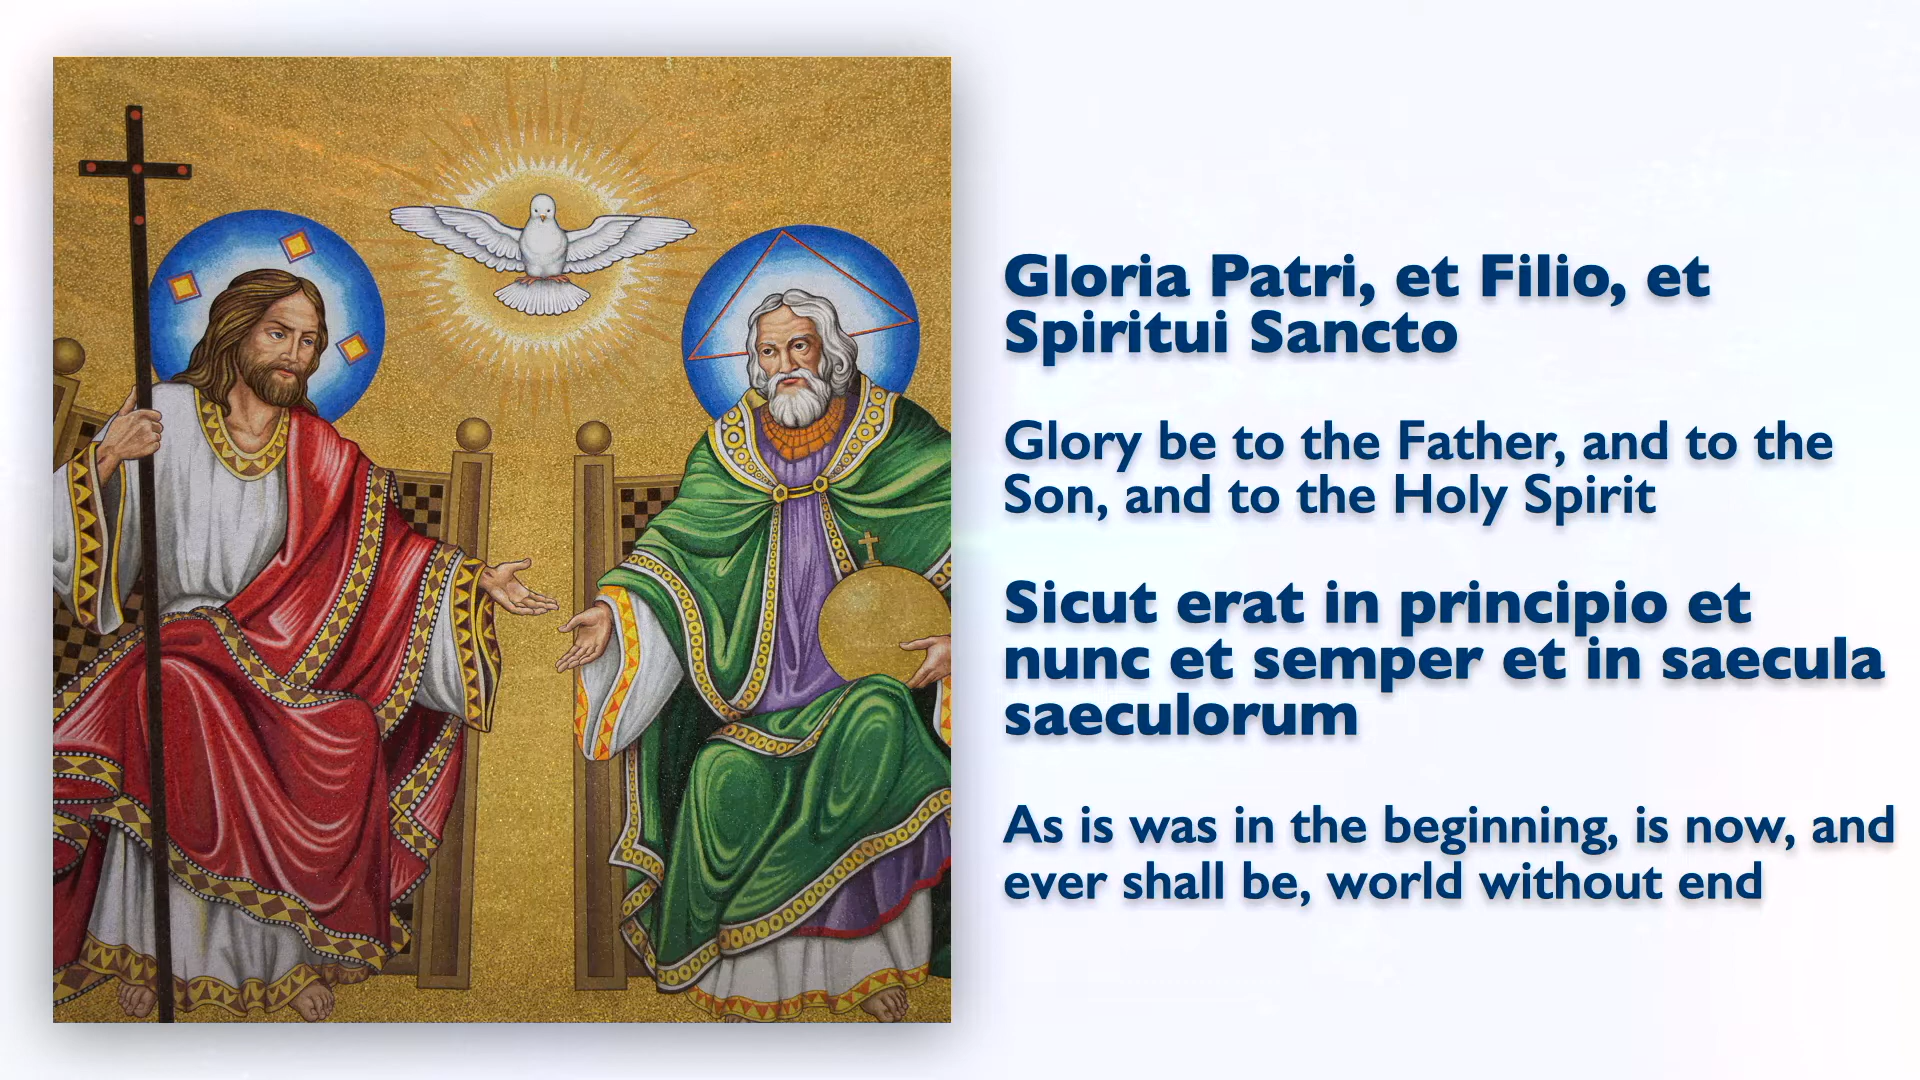 Gloria Patri, et Filio, et
Spiritui Sancto
Glory be to the Father, and to the
Son, and to the Holy Spirit
Sicut erat in principio et
nunc et semper et in saecula
saeculorum
As is was in the beginning, is now, and
ever shall be, world without end